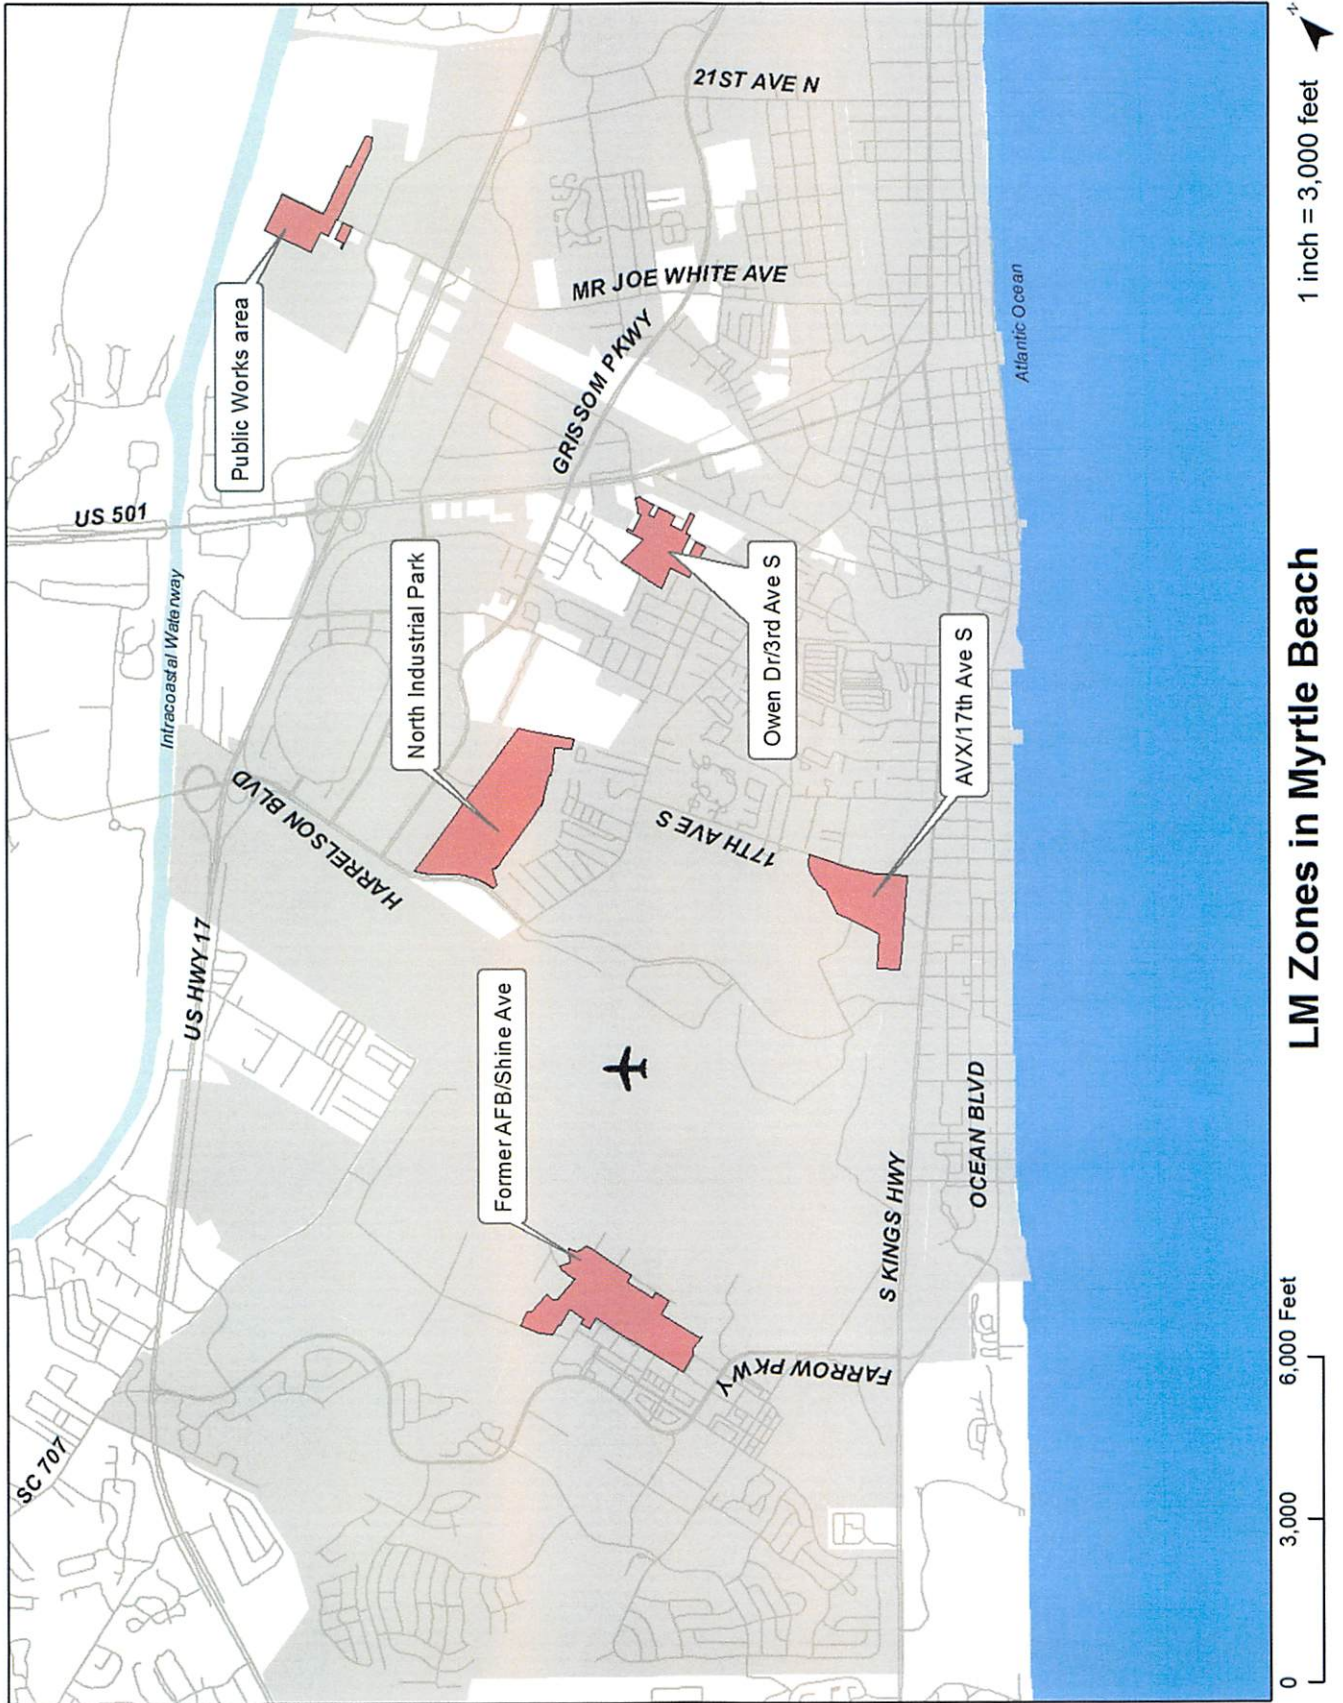 SC 707
US HWY 17
Intracoastal Waterway
US 501
HARRELSON BLVD
Public Works area
North Industrial Park
Former AFB/Shine Ave
21ST AVE N
MR JOE WHITE AVE
GRISSOM PKWY
Owen Dr/3rd Ave S
17TH AVE S
AVX/17th Ave S
FARROW PKWY
S KINGS HWY
OCEAN BLVD
Atlantic Ocean
0 3,000 6,000 Feet
LM Zones in Myrtle Beach
1 inch = 3,000 feet
N